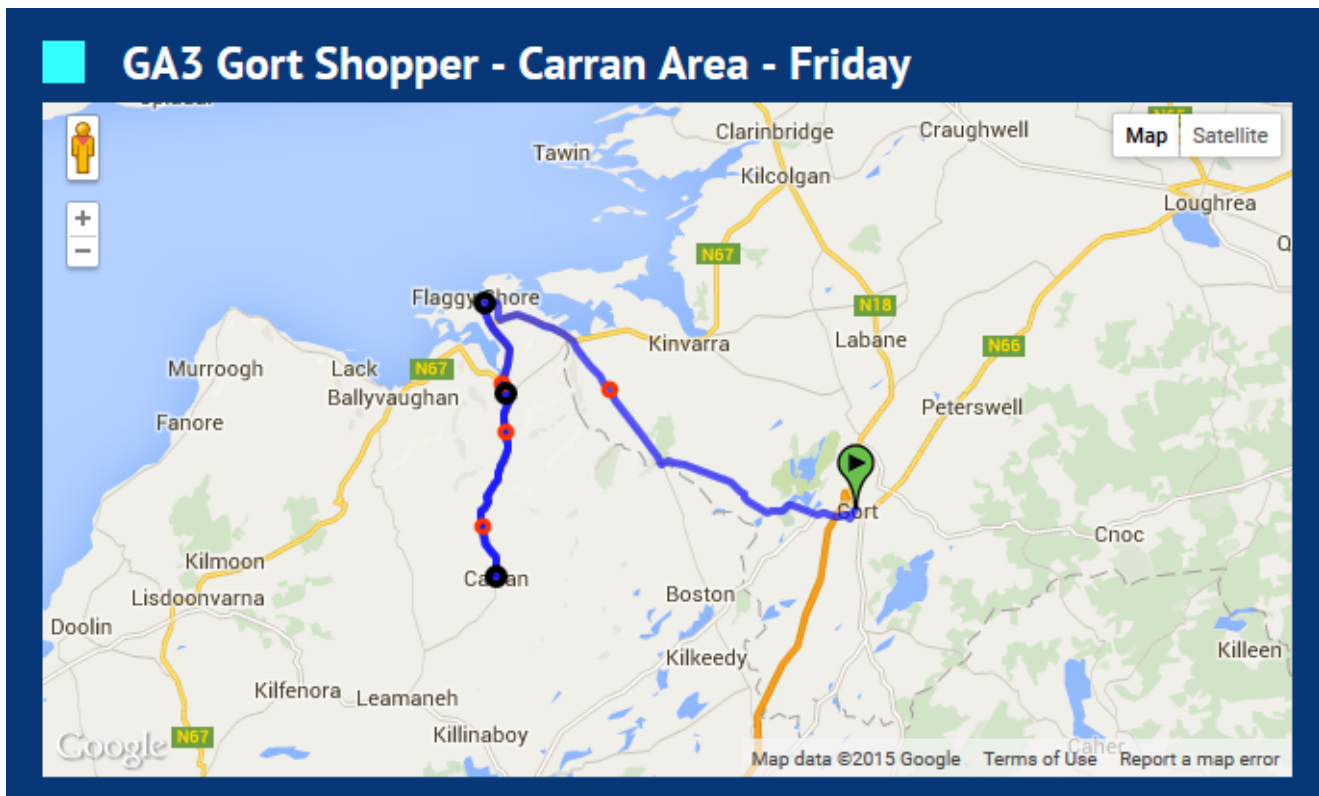 GA3 Gort Shopper - Carran Area - Friday
Clarinbridge
Craughwell
Map
Satellite
Tawin
Kilcolgan
Loughrea
+
−
N67
Flaggy Shore
N18
Kinvarra
Labane
N66
Murroogh
Lack
N67
Ballyvaughan
Peterswell
Fanore
Gort
Cnoc
Kilmoon
Carran
Lisdoonvarna
Boston
Doolin
Killeen
Kilkeedy
Kilfenora
Leamaneh
Killinaboy
N67
Google
Caher
Map data ©2015 Google
Terms of Use
Report a map error